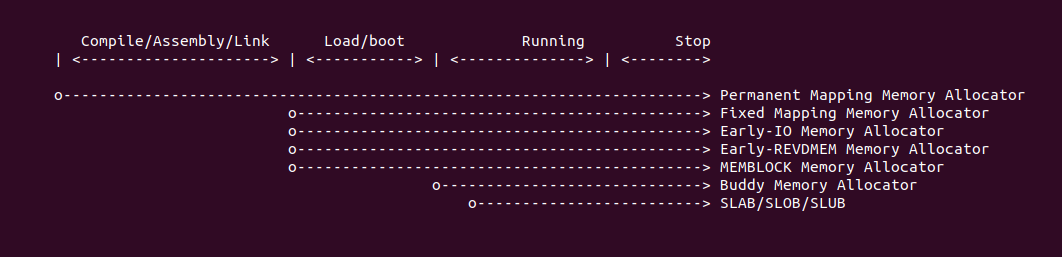 Compile/Assembly/Link      Load/boot             Running          Stop
| <----------------------> | <-----------> | <--------------> | <-------->
o-----------------------------------------------------------------------> Permanent Mapping Memory Allocator
o---------------------------------------------> Fixed Mapping Memory Allocator
o---------------------------------------------> Early-IO Memory Allocator
o---------------------------------------------> Early-REVDMEM Memory Allocator
o---------------------------------------------> MEMBLOCK Memory Allocator
o-----------------------------> Buddy Memory Allocator
o-------------------------> SLAB/SLOB/SLUB